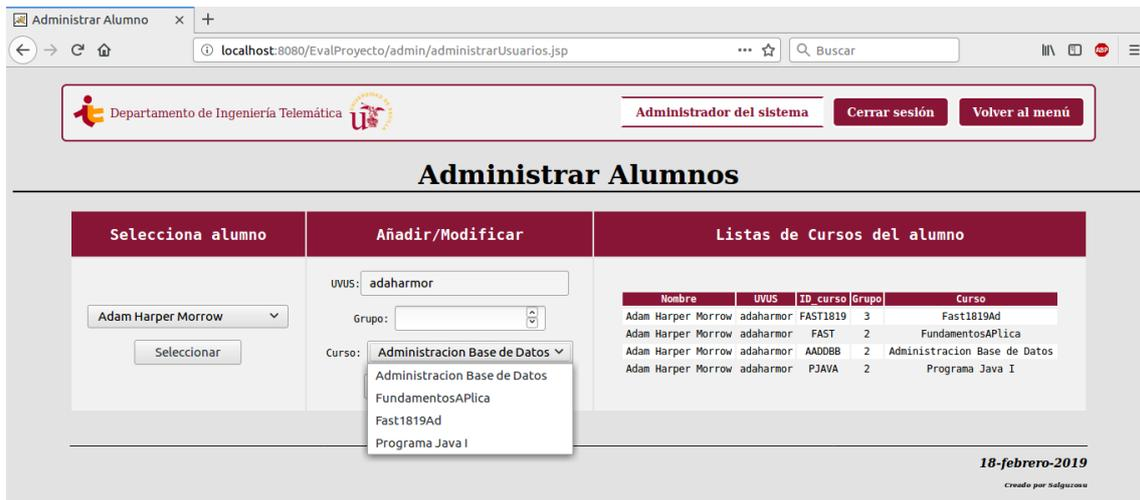 Administrar Alumno
localhost:8080/EvalProyecto/admin/administrarUsuarios.jsp
Buscar
ABP
Departamento de Ingeniería Telemática
Administrador del sistema
Cerrar sesión
Volver al menú
Administrar Alumnos
Selecciona alumno
Añadir/Modificar
Listas de Cursos del alumno
Adam Harper Morrow
Seleccionar
UVUS: adaharmor
Grupo:
Curso: Administracion Base de Datos
Administracion Base de Datos
FundamentosAPlica
Fast1819Ad
Programa Java I
Nombre UVUS ID_curso Grupo Curso
Adam Harper Morrow adaharmor FAST1819 3 Fast1819Ad
Adam Harper Morrow adaharmor FAST 2 FundamentosAPlica
Adam Harper Morrow adaharmor AADDBB 2 Administracion Base de Datos
Adam Harper Morrow adaharmor PJAVA 2 Programa Java I
18-febrero-2019
Creado por Salguzosu